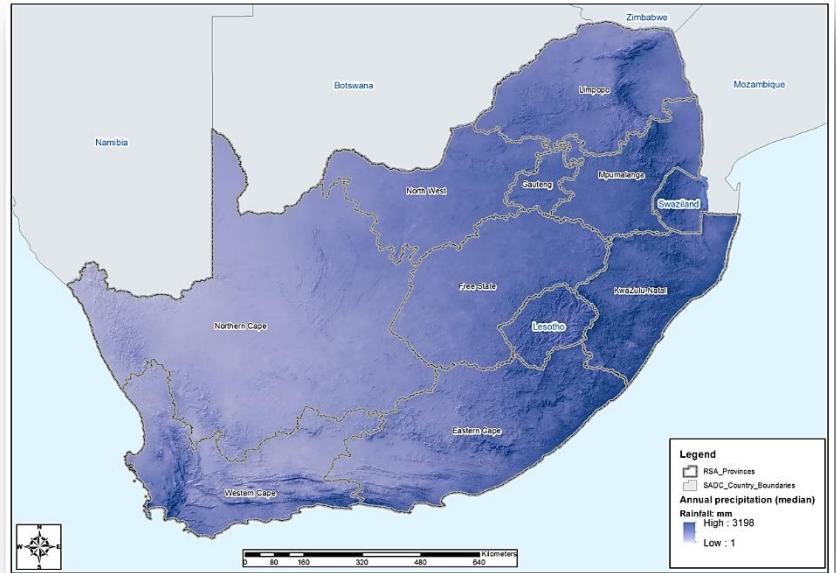 Zimbabwe
Limpopo
Botswana
Mozambique
Namibia
North West
Gauteng
Mpumalanga
Swaziland
Free State
KwaZulu-Natal
Northern Cape
Lesotho
Eastern Cape
Western Cape
Legend
RSA_Provinces
SADC_Country_Boundaries
Annual precipitation (median)
Rainfall: mm
High : 3198
Low : 1
N
W E
S
Kilometers
0 80 160 320 480 640